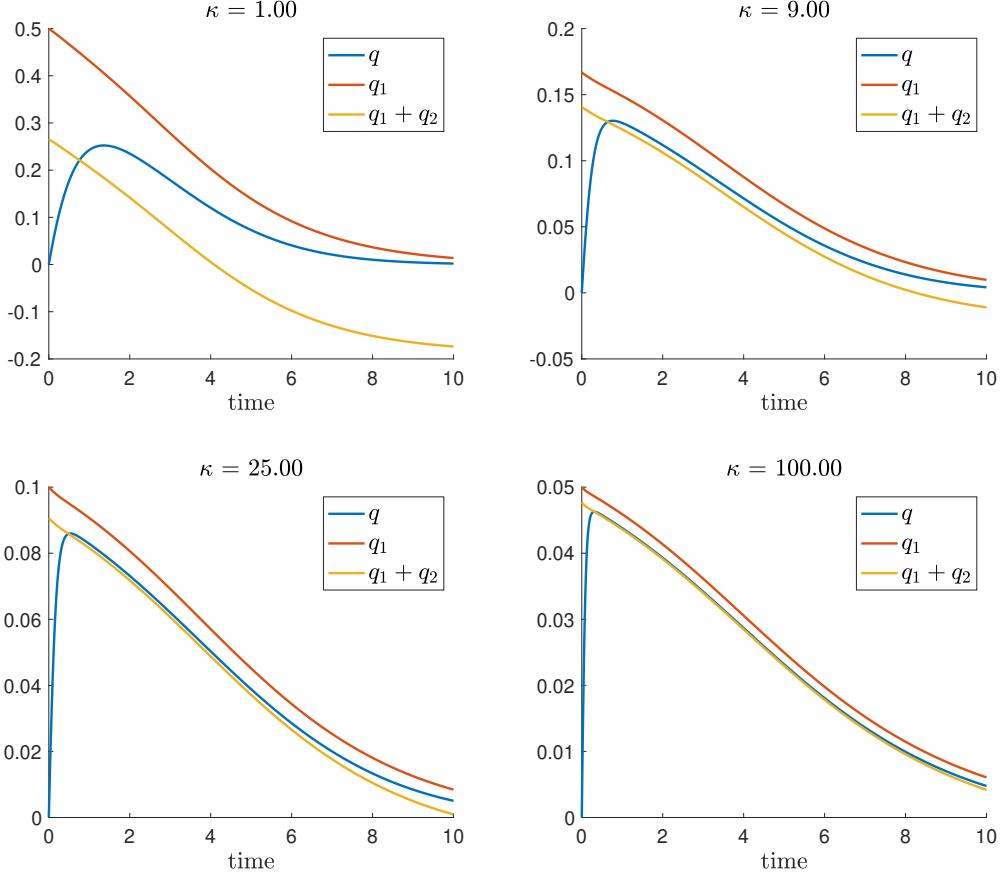 κ = 1.00
0.5
0.4
0.3
0.2
0.1
0
-0.1
-0.2
0 2 4 6 8 10
time
q
q₁
q₁ + q₂
κ = 9.00
0.2
0.15
0.1
0.05
0
-0.05
0 2 4 6 8 10
time
q
q₁
q₁ + q₂
κ = 25.00
0.1
0.08
0.06
0.04
0.02
0
0 2 4 6 8 10
time
q
q₁
q₁ + q₂
κ = 100.00
0.05
0.04
0.03
0.02
0.01
0
0 2 4 6 8 10
time
q
q₁
q₁ + q₂